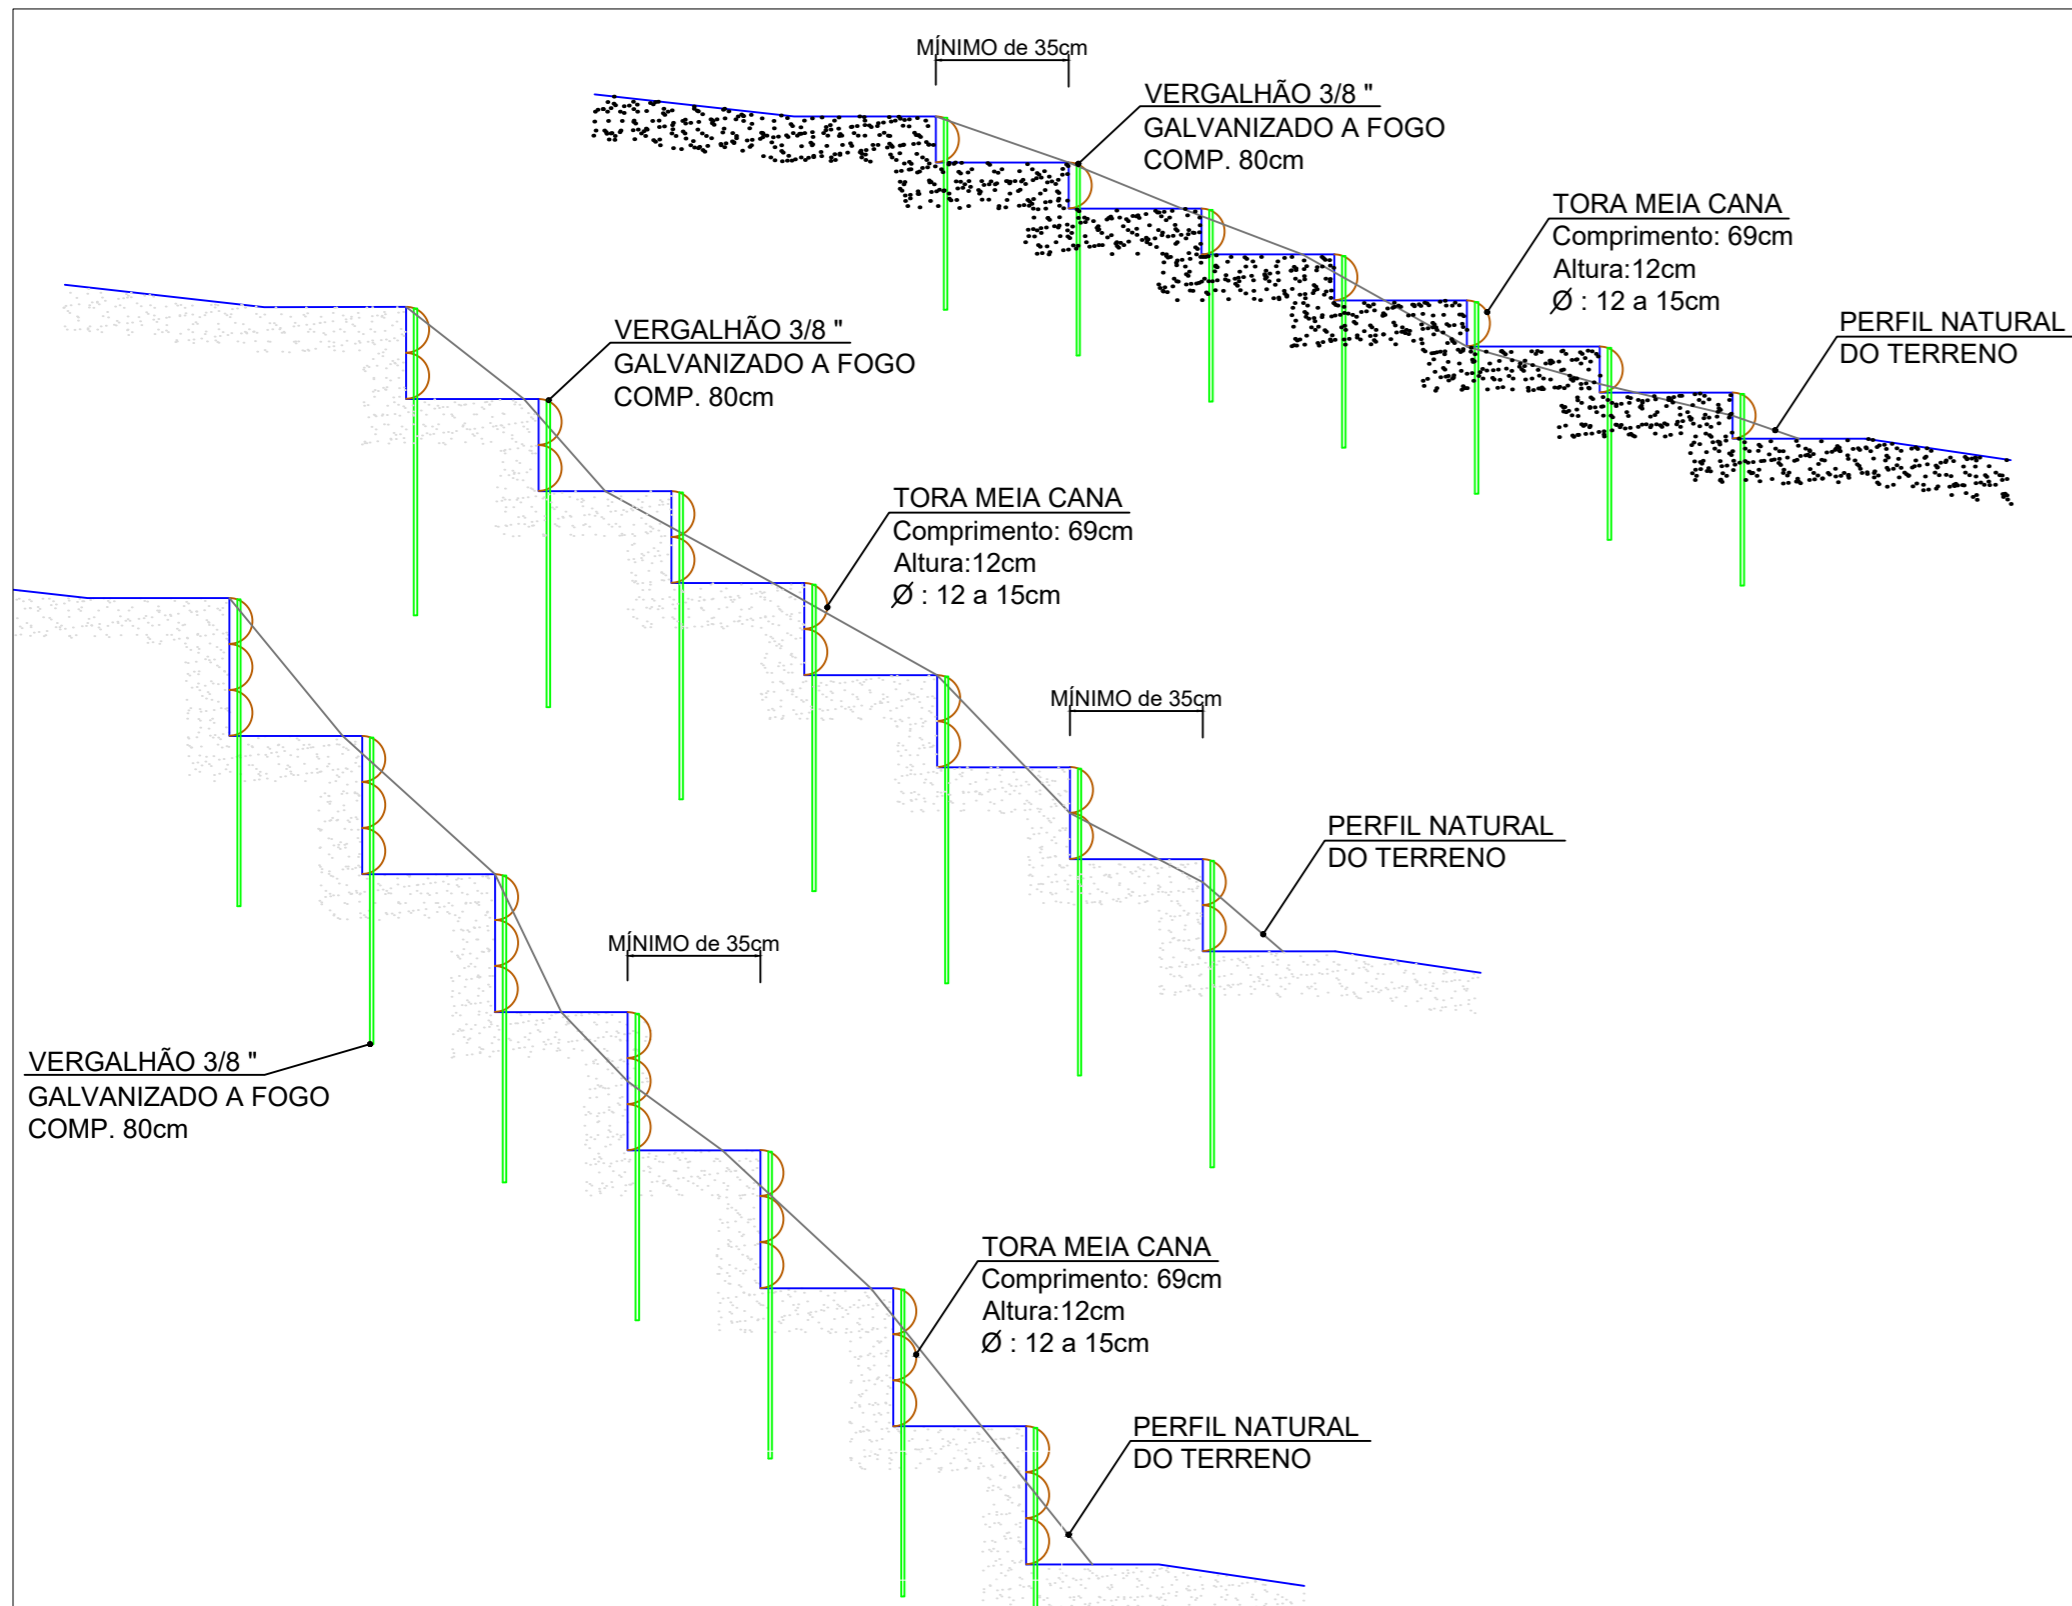 MÍNIMO de 35cm
VERGALHÃO 3/8 "
GALVANIZADO A FOGO
COMP. 80cm
TORA MEIA CANA
Comprimento: 69cm
Altura:12cm
Ø : 12 a 15cm
PERFIL NATURAL
DO TERRENO
VERGALHÃO 3/8 "
GALVANIZADO A FOGO
COMP. 80cm
TORA MEIA CANA
Comprimento: 69cm
Altura:12cm
Ø : 12 a 15cm
MÍNIMO de 35cm
PERFIL NATURAL
DO TERRENO
MÍNIMO de 35cm
VERGALHÃO 3/8 "
GALVANIZADO A FOGO
COMP. 80cm
TORA MEIA CANA
Comprimento: 69cm
Altura:12cm
Ø : 12 a 15cm
PERFIL NATURAL
DO TERRENO